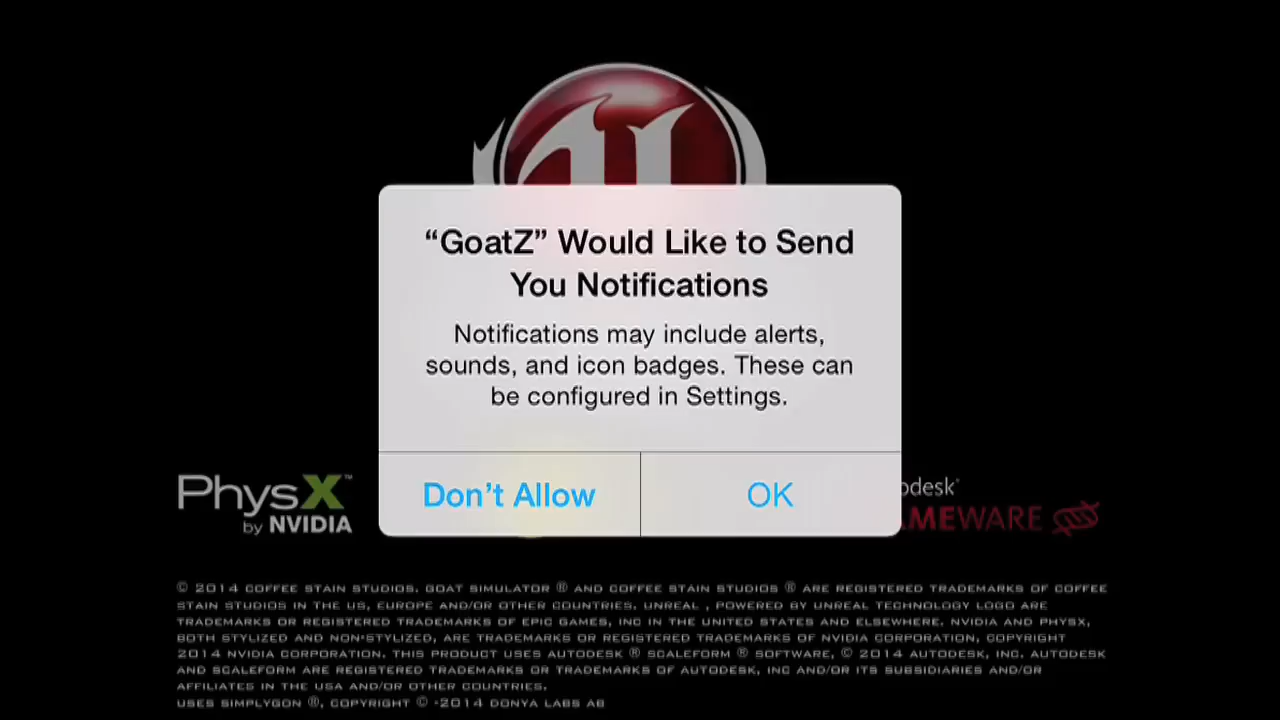 “GoatZ” Would Like to Send
You Notifications
Notifications may include alerts,
sounds, and icon badges. These can
be configured in Settings.
Don’t Allow
OK
PhysX™
by NVIDIA
odesk®
AMEWARE
© 2014 COFFEE STAIN STUDIOS. GOAT SIMULATOR ® AND COFFEE STAIN STUDIOS ® ARE REGISTERED TRADEMARKS OF COFFEE
STAIN STUDIOS IN THE US, EUROPE AND/OR OTHER COUNTRIES. UNREAL , POWERED BY UNREAL TECHNOLOGY LOGO ARE
TRADEMARKS OR REGISTERED TRADEMARKS OF EPIC GAMES, INC IN THE UNITED STATES AND ELSEWHERE. NVIDIA AND PHYSX,
BOTH STYLIZED AND NON-STYLIZED, ARE TRADEMARKS OR REGISTERED TRADEMARKS OF NVIDIA CORPORATION, COPYRIGHT
2014 NVIDIA CORPORATION. THIS PRODUCT USES AUTODESK ® SCALEFORM ® SOFTWARE, © 2014 AUTODESK, INC. AUTODESK
AND SCALEFORM ARE REGISTERED TRADEMARKS OR TRADEMARKS OF AUTODESK, INC AND/OR ITS SUBSIDIARIES AND/OR
AFFILIATES IN THE USA AND/OR OTHER COUNTRIES.
USES SIMPLYGON ®, COPYRIGHT © -2014 DONYA LABS AB